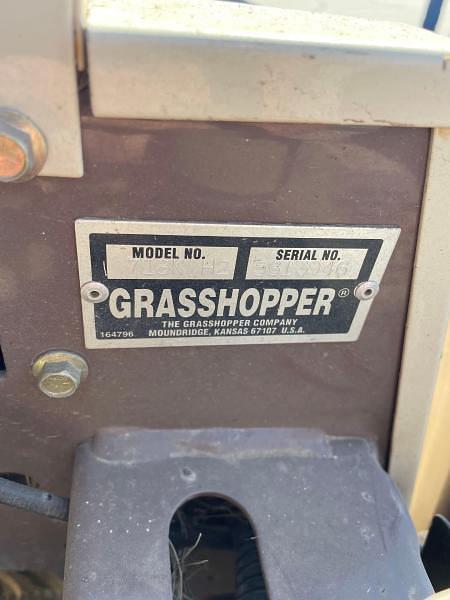 MODEL NO. SERIAL NO.
GRASSHOPPER®
THE GRASSHOPPER COMPANY
164796 MOUNDRIDGE, KANSAS 67107 U.S.A.